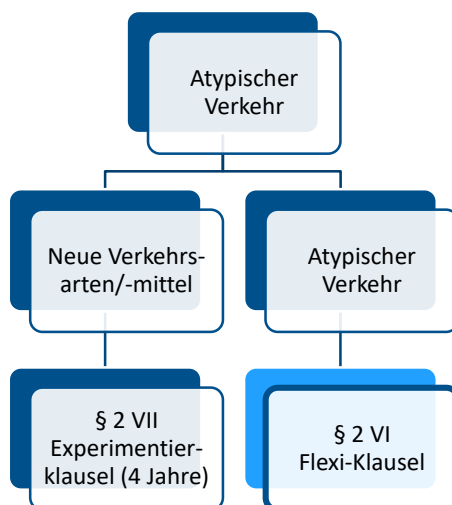 Atypischer
Verkehr
Neue Verkehrs-
arten/-mittel
Atypischer
Verkehr
§ 2 VII
Experimentier-
klausel (4 Jahre)
§ 2 VI
Flexi-Klausel